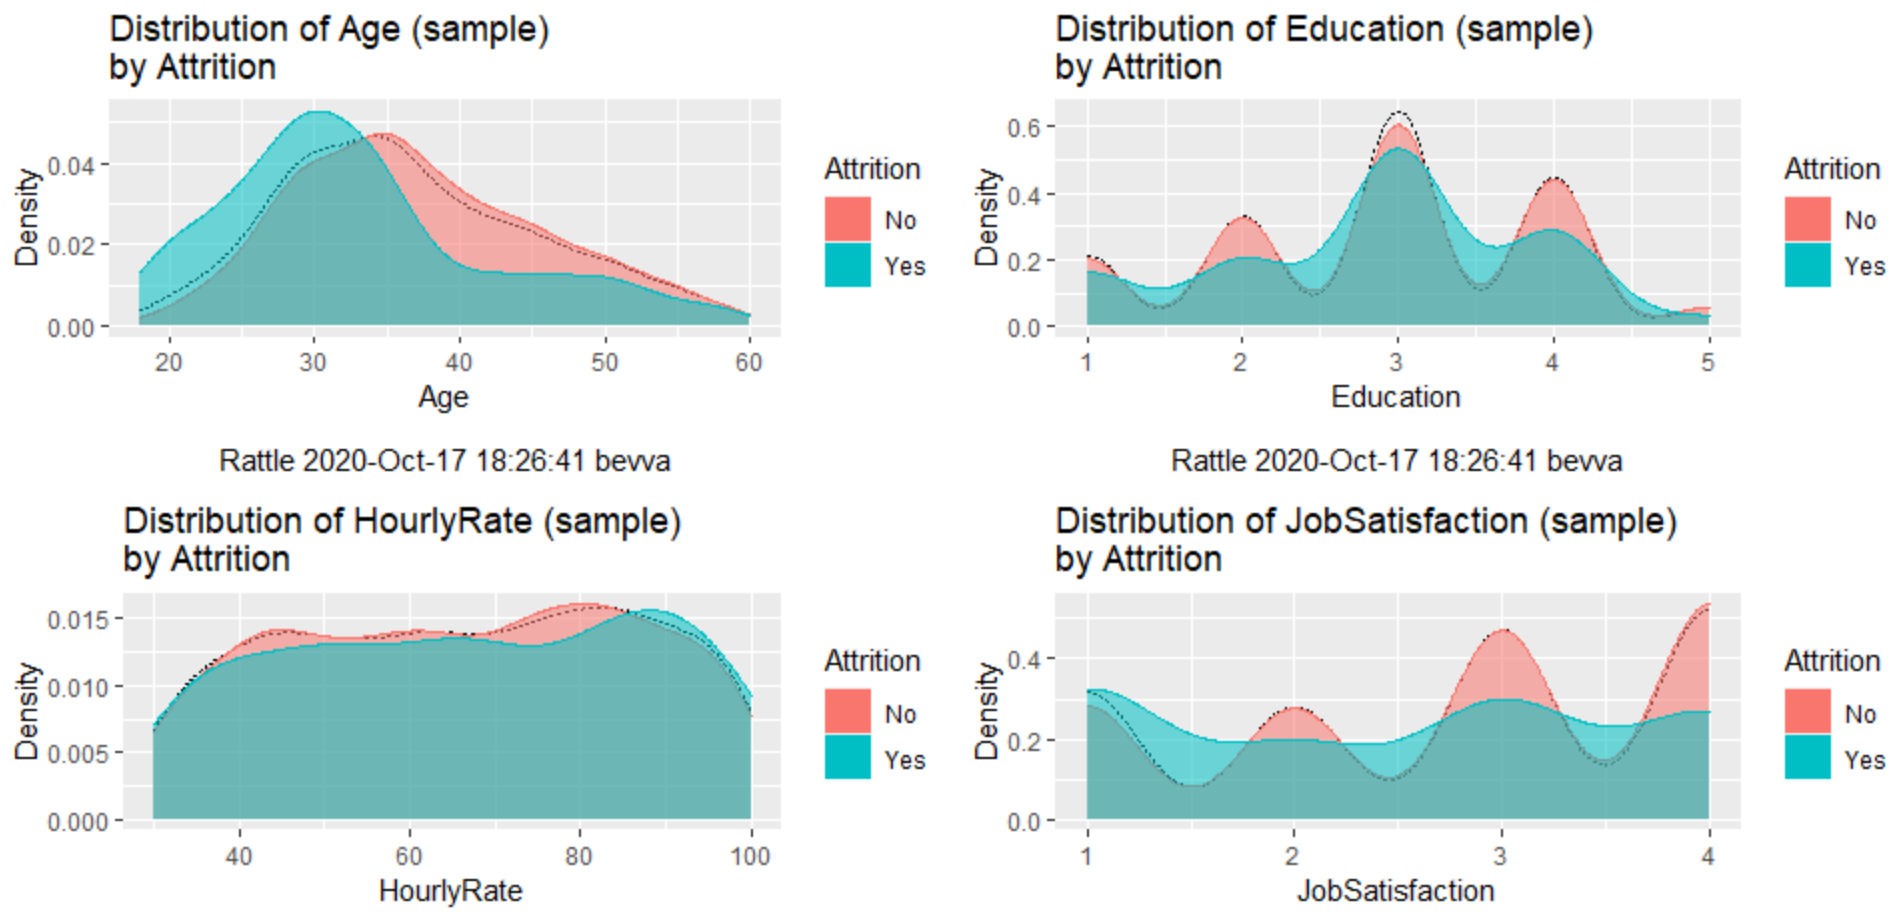 Distribution of Age (sample)
by Attrition
Density
0.04
0.02
0.00
20 30 40 50 60
Age
Attrition
No
Yes
Rattle 2020-Oct-17 18:26:41 bevva
Distribution of Education (sample)
by Attrition
Density
0.6
0.4
0.2
0.0
1 2 3 4 5
Education
Attrition
No
Yes
Rattle 2020-Oct-17 18:26:41 bevva
Distribution of HourlyRate (sample)
by Attrition
Density
0.015
0.010
0.005
0.000
40 60 80 100
HourlyRate
Attrition
No
Yes
Distribution of JobSatisfaction (sample)
by Attrition
Density
0.4
0.2
0.0
1 2 3 4
JobSatisfaction
Attrition
No
Yes